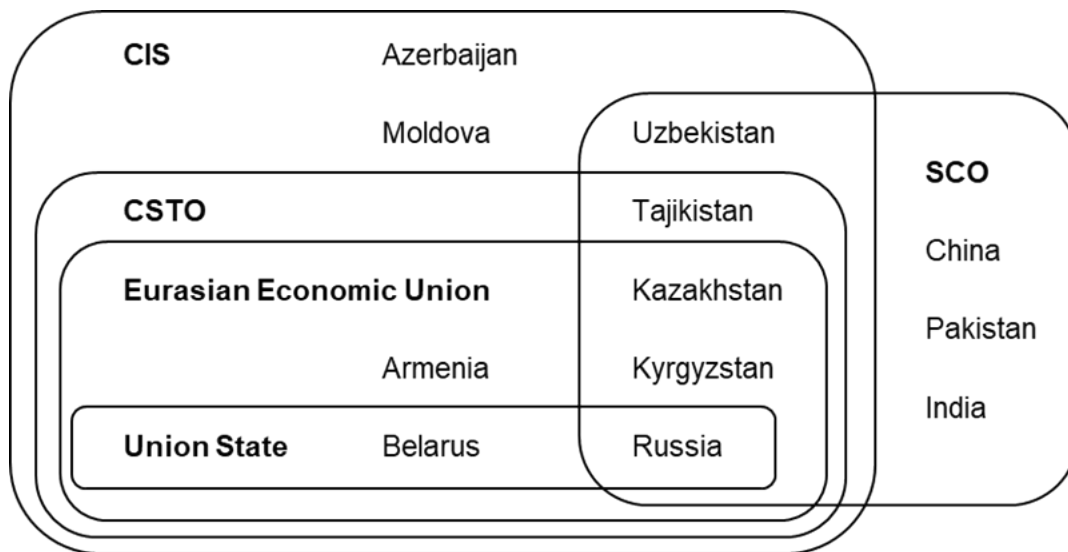 CIS Azerbaijan
Moldova Uzbekistan
SCO
CSTO Tajikistan
China
Eurasian Economic Union Kazakhstan
Pakistan
Armenia Kyrgyzstan
India
Union State Belarus Russia